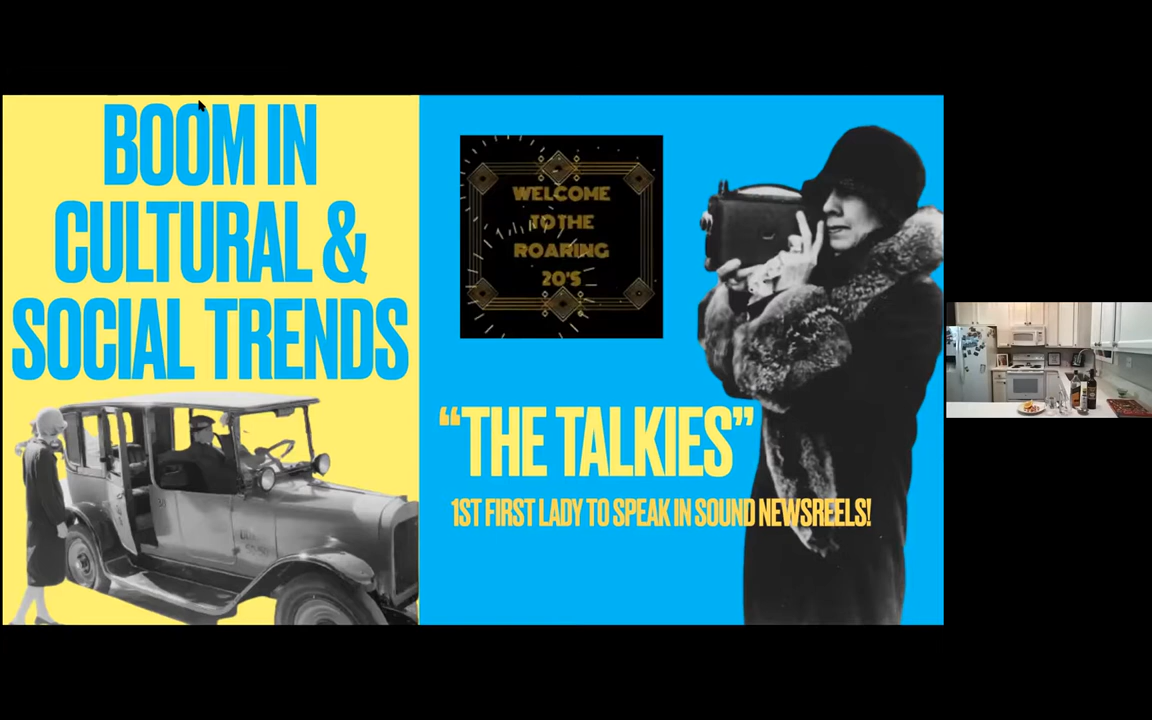 BOOM IN
CULTURAL &
SOCIAL TRENDS
WELCOME
TO THE
ROARING
20'S
“THE TALKIES”
1ST FIRST LADY TO SPEAK IN SOUND NEWSREELS!